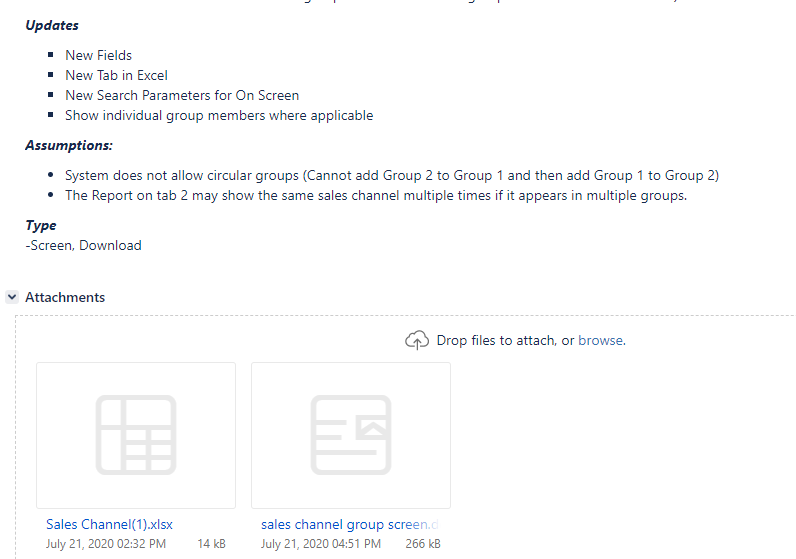 Updates
New Fields
New Tab in Excel
New Search Parameters for On Screen
Show individual group members where applicable
Assumptions:
System does not allow circular groups (Cannot add Group 2 to Group 1 and then add Group 1 to Group 2)
The Report on tab 2 may show the same sales channel multiple times if it appears in multiple groups.
Type
-Screen, Download
Attachments
Drop files to attach, or browse.
Sales Channel(1).xlsx
sales channel group screen.d
July 21, 2020 02:32 PM 14 kB
July 21, 2020 04:51 PM 266 kB